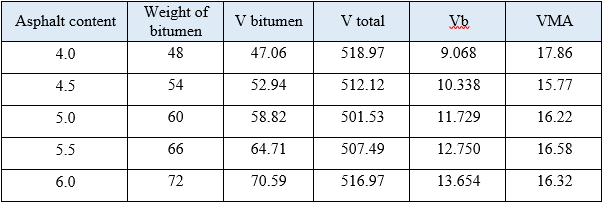 Asphalt content Weight of bitumen V bitumen V total Vb VMA
4.0 48 47.06 518.97 9.068 17.86
4.5 54 52.94 512.12 10.338 15.77
5.0 60 58.82 501.53 11.729 16.22
5.5 66 64.71 507.49 12.750 16.58
6.0 72 70.59 516.97 13.654 16.32